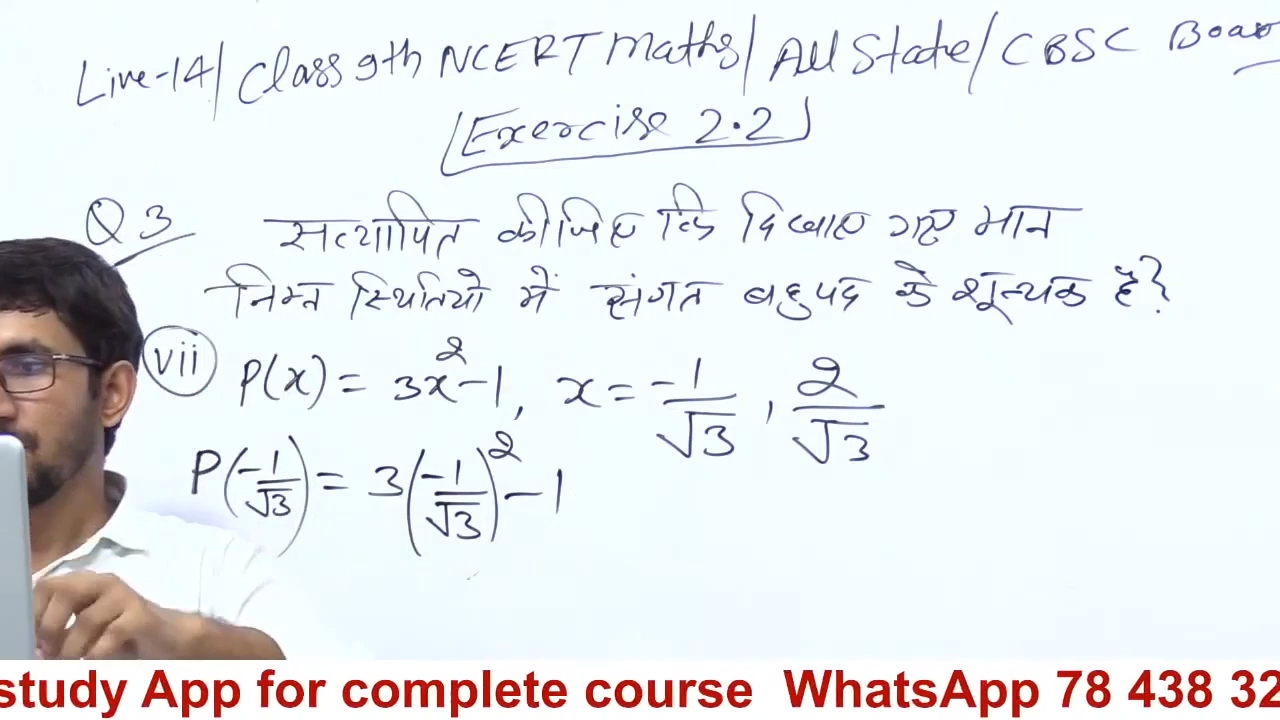 Live-14/ Class 9th NCERT Maths/ All State/ CBSC Boar
Exercise 2.2
Q 3 सत्यापित कीजिए कि दिखाए गए मान
निम्न स्थितियो में संगत बहुपद के शून्यक हैं?
vii P(x) = 3x²-1, x = -1/√3, 2/√3
P(-1/√3) = 3(-1/√3)² - 1
study App for complete course WhatsApp 78 438 32